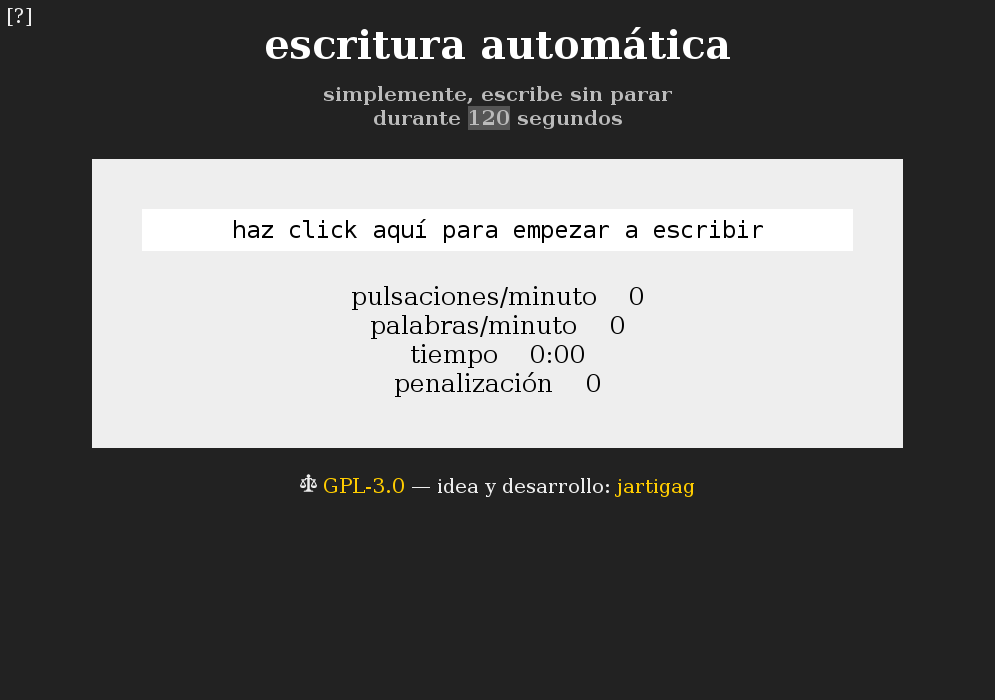 [?]
escritura automática
simplemente, escribe sin parar
durante 120 segundos
haz click aquí para empezar a escribir
pulsaciones/minuto 0
palabras/minuto 0
tiempo 0:00
penalización 0
GPL-3.0 — idea y desarrollo: jartigag